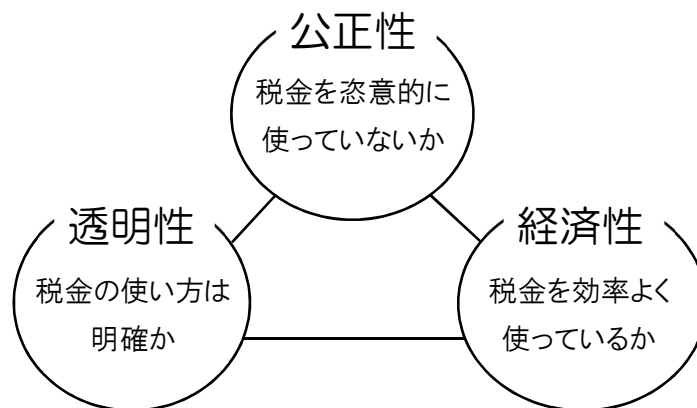 公正性
税金を恣意的に
使っていないか
透明性
税金の使い方は
明確か
経済性
税金を効率よく
使っているか